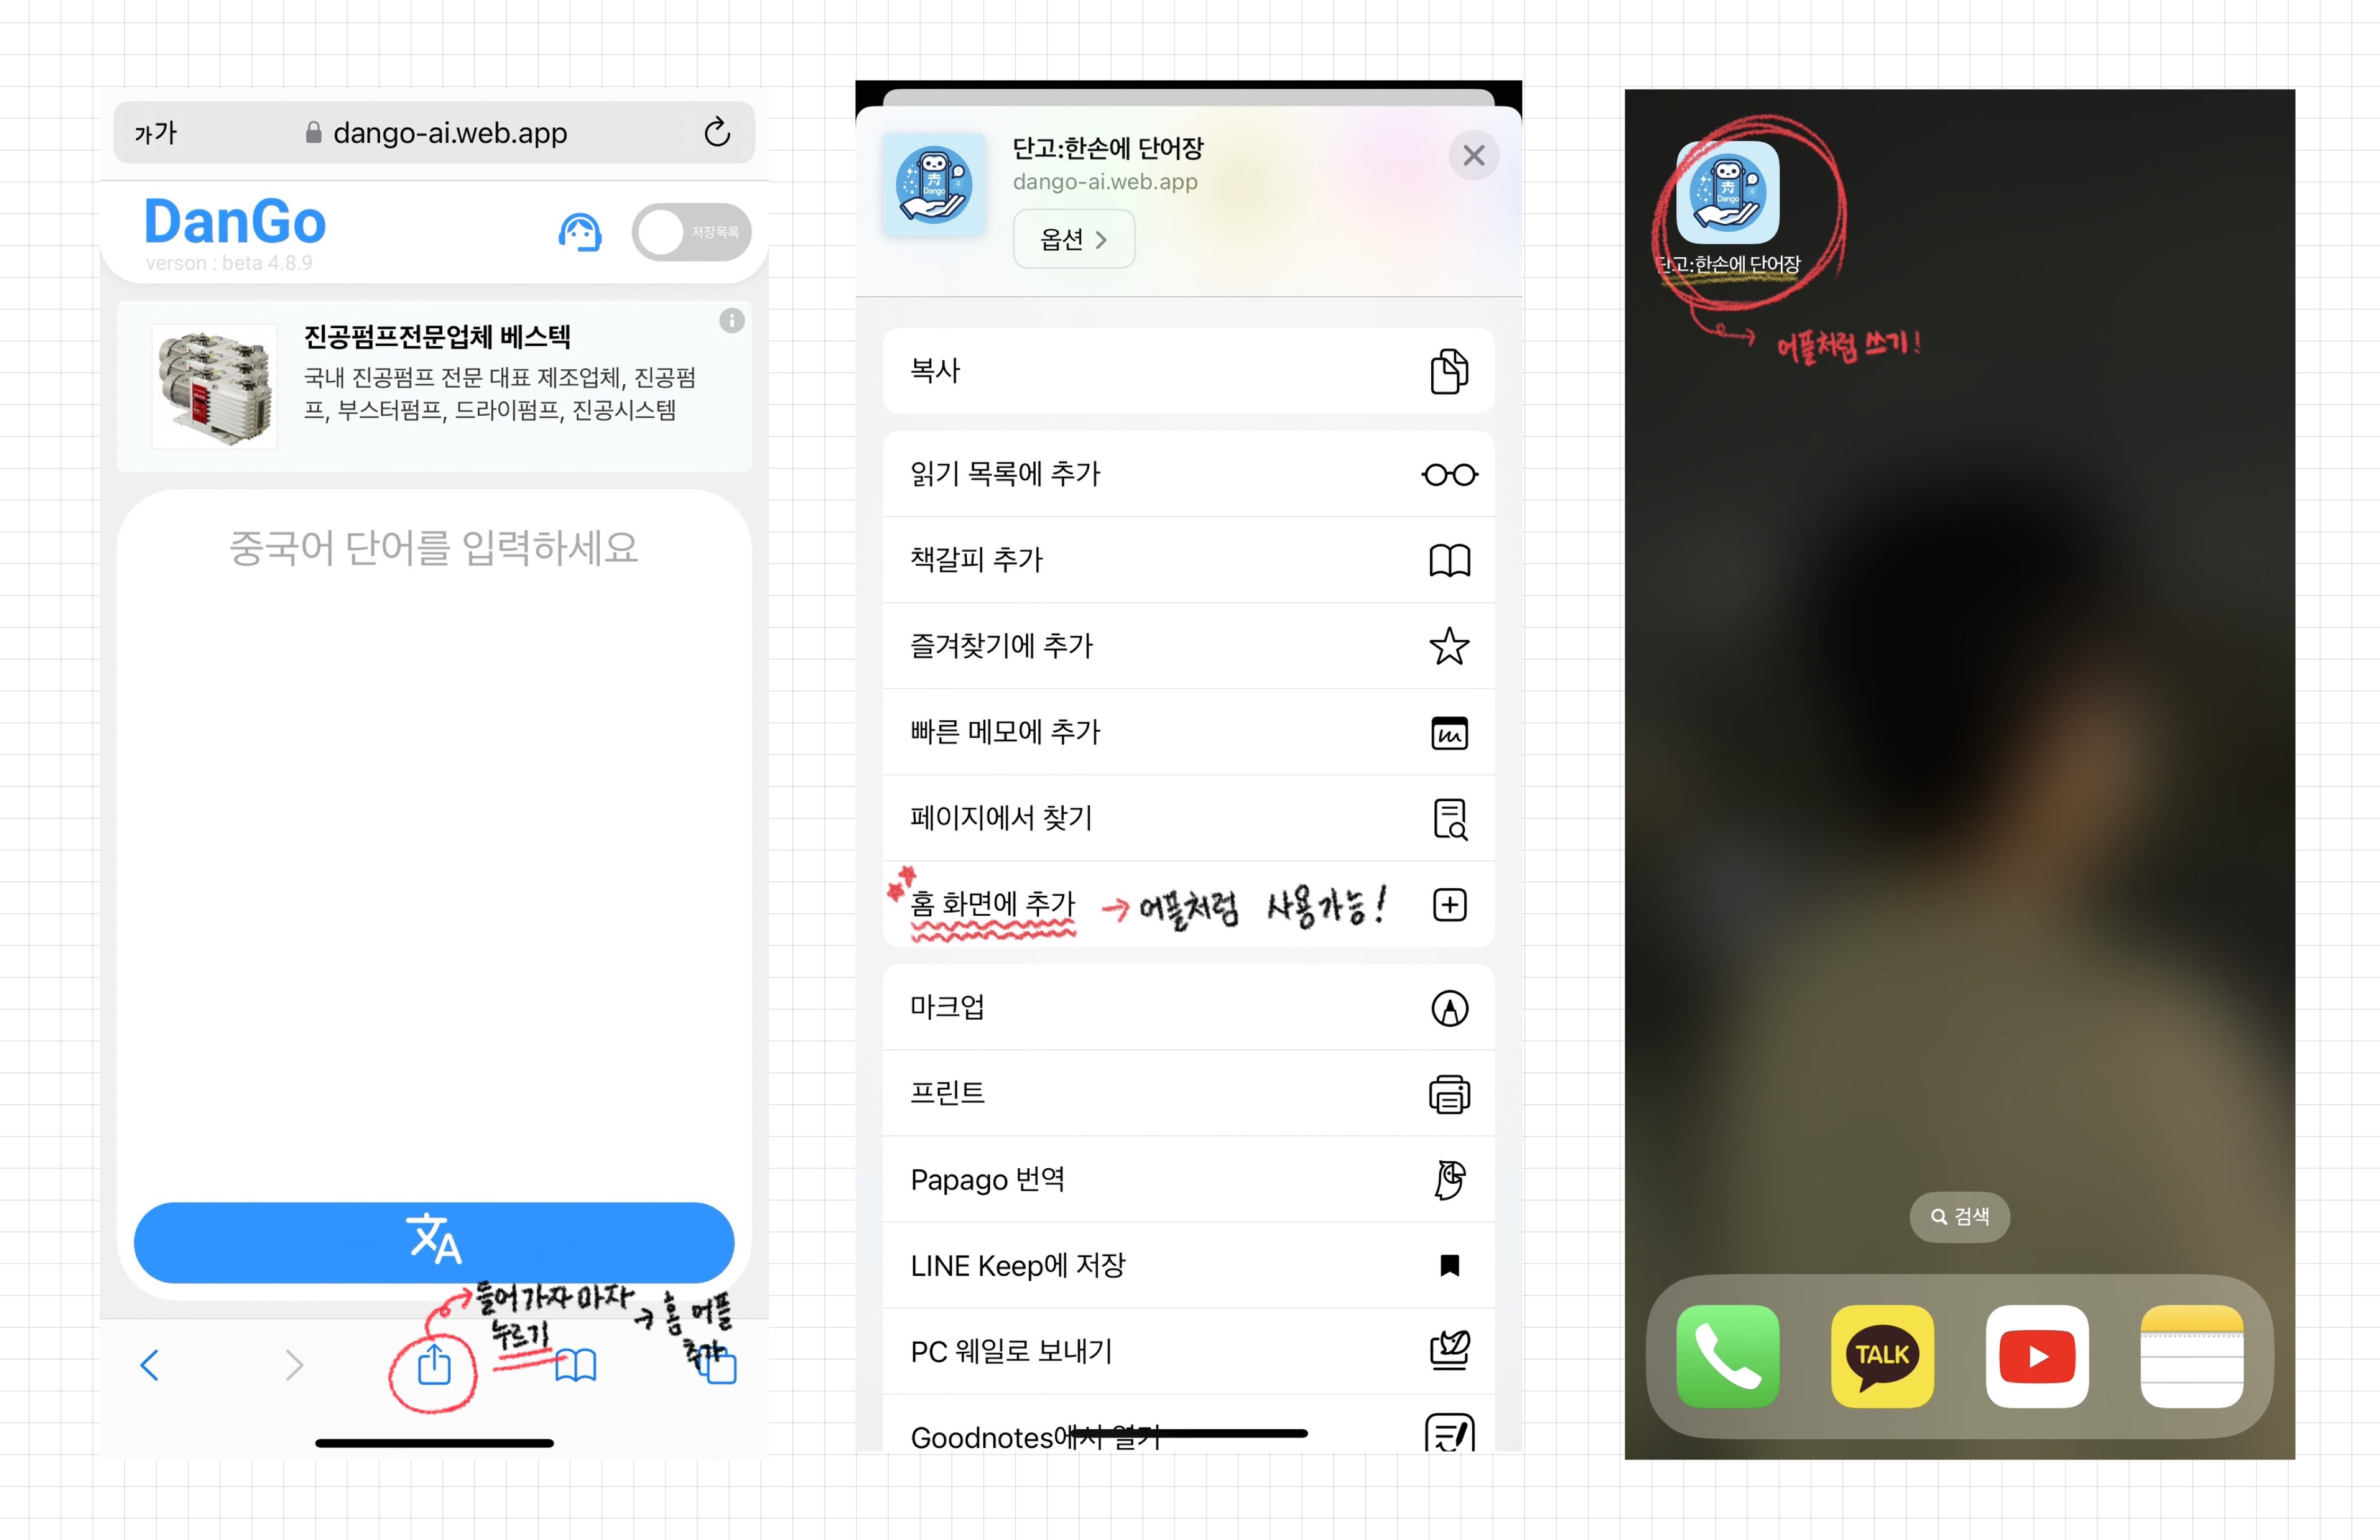 가가
dango-ai.web.app
DanGo
verson : beta 4.8.9
저장목록
진공펌프전문업체 베스텍
국내 진공펌프 전문 대표 제조업체, 진공펌
프, 부스터펌프, 드라이펌프, 진공시스템
중국어 단어를 입력하세요
文A
들어가자 마자
누르기
→ 홈 어플
추가
단고:한손에 단어장
dango-ai.web.app
옵션
복사
읽기 목록에 추가
책갈피 추가
즐겨찾기에 추가
빠른 메모에 추가
페이지에서 찾기
홈 화면에 추가 → 어플처럼 사용가능!
마크업
프린트
Papago 번역
LINE Keep에 저장
PC 웨일로 보내기
Goodnotes에서 열기
Dango
단고:한손에 단어장
어플처럼 쓰기!
검색
TALK